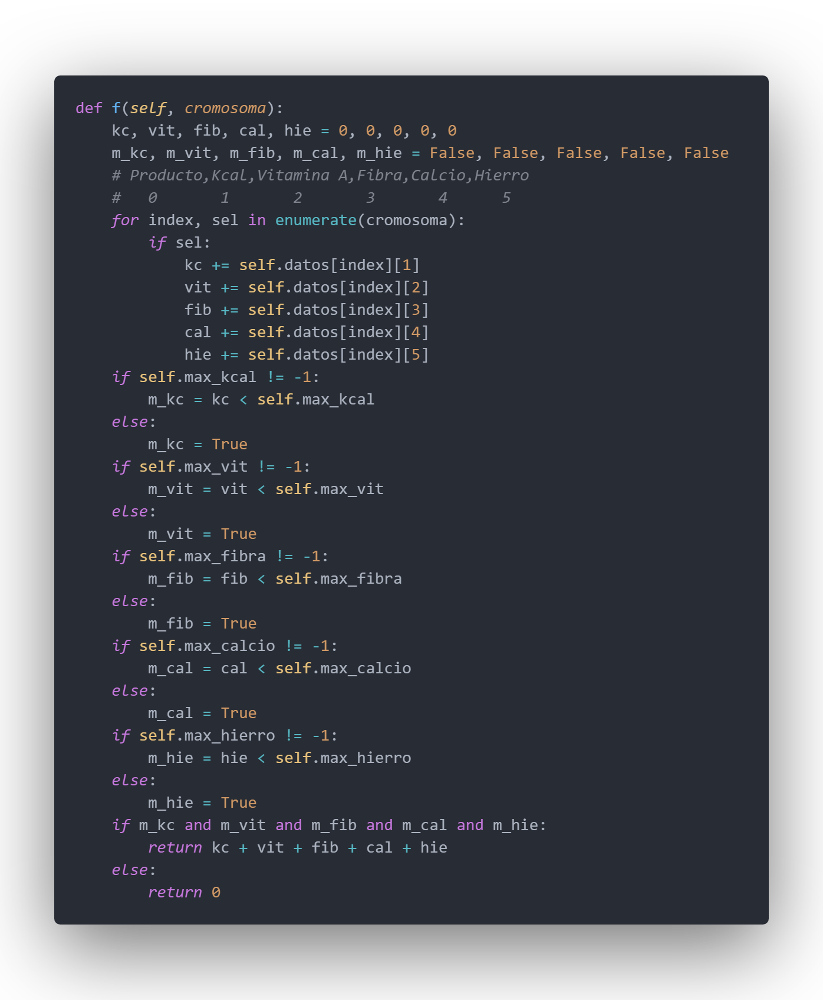 def f(self, cromosoma):
    kc, vit, fib, cal, hie = 0, 0, 0, 0, 0
    m_kc, m_vit, m_fib, m_cal, m_hie = False, False, False, False, False
    # Producto,Kcal,Vitamina A,Fibra,Calcio,Hierro
    #   0       1       2       3       4      5
    for index, sel in enumerate(cromosoma):
        if sel:
            kc += self.datos[index][1]
            vit += self.datos[index][2]
            fib += self.datos[index][3]
            cal += self.datos[index][4]
            hie += self.datos[index][5]
    if self.max_kcal != -1:
        m_kc = kc < self.max_kcal
    else:
        m_kc = True
    if self.max_vit != -1:
        m_vit = vit < self.max_vit
    else:
        m_vit = True
    if self.max_fibra != -1:
        m_fib = fib < self.max_fibra
    else:
        m_fib = True
    if self.max_calcio != -1:
        m_cal = cal < self.max_calcio
    else:
        m_cal = True
    if self.max_hierro != -1:
        m_hie = hie < self.max_hierro
    else:
        m_hie = True
    if m_kc and m_vit and m_fib and m_cal and m_hie:
        return kc + vit + fib + cal + hie
    else:
        return 0